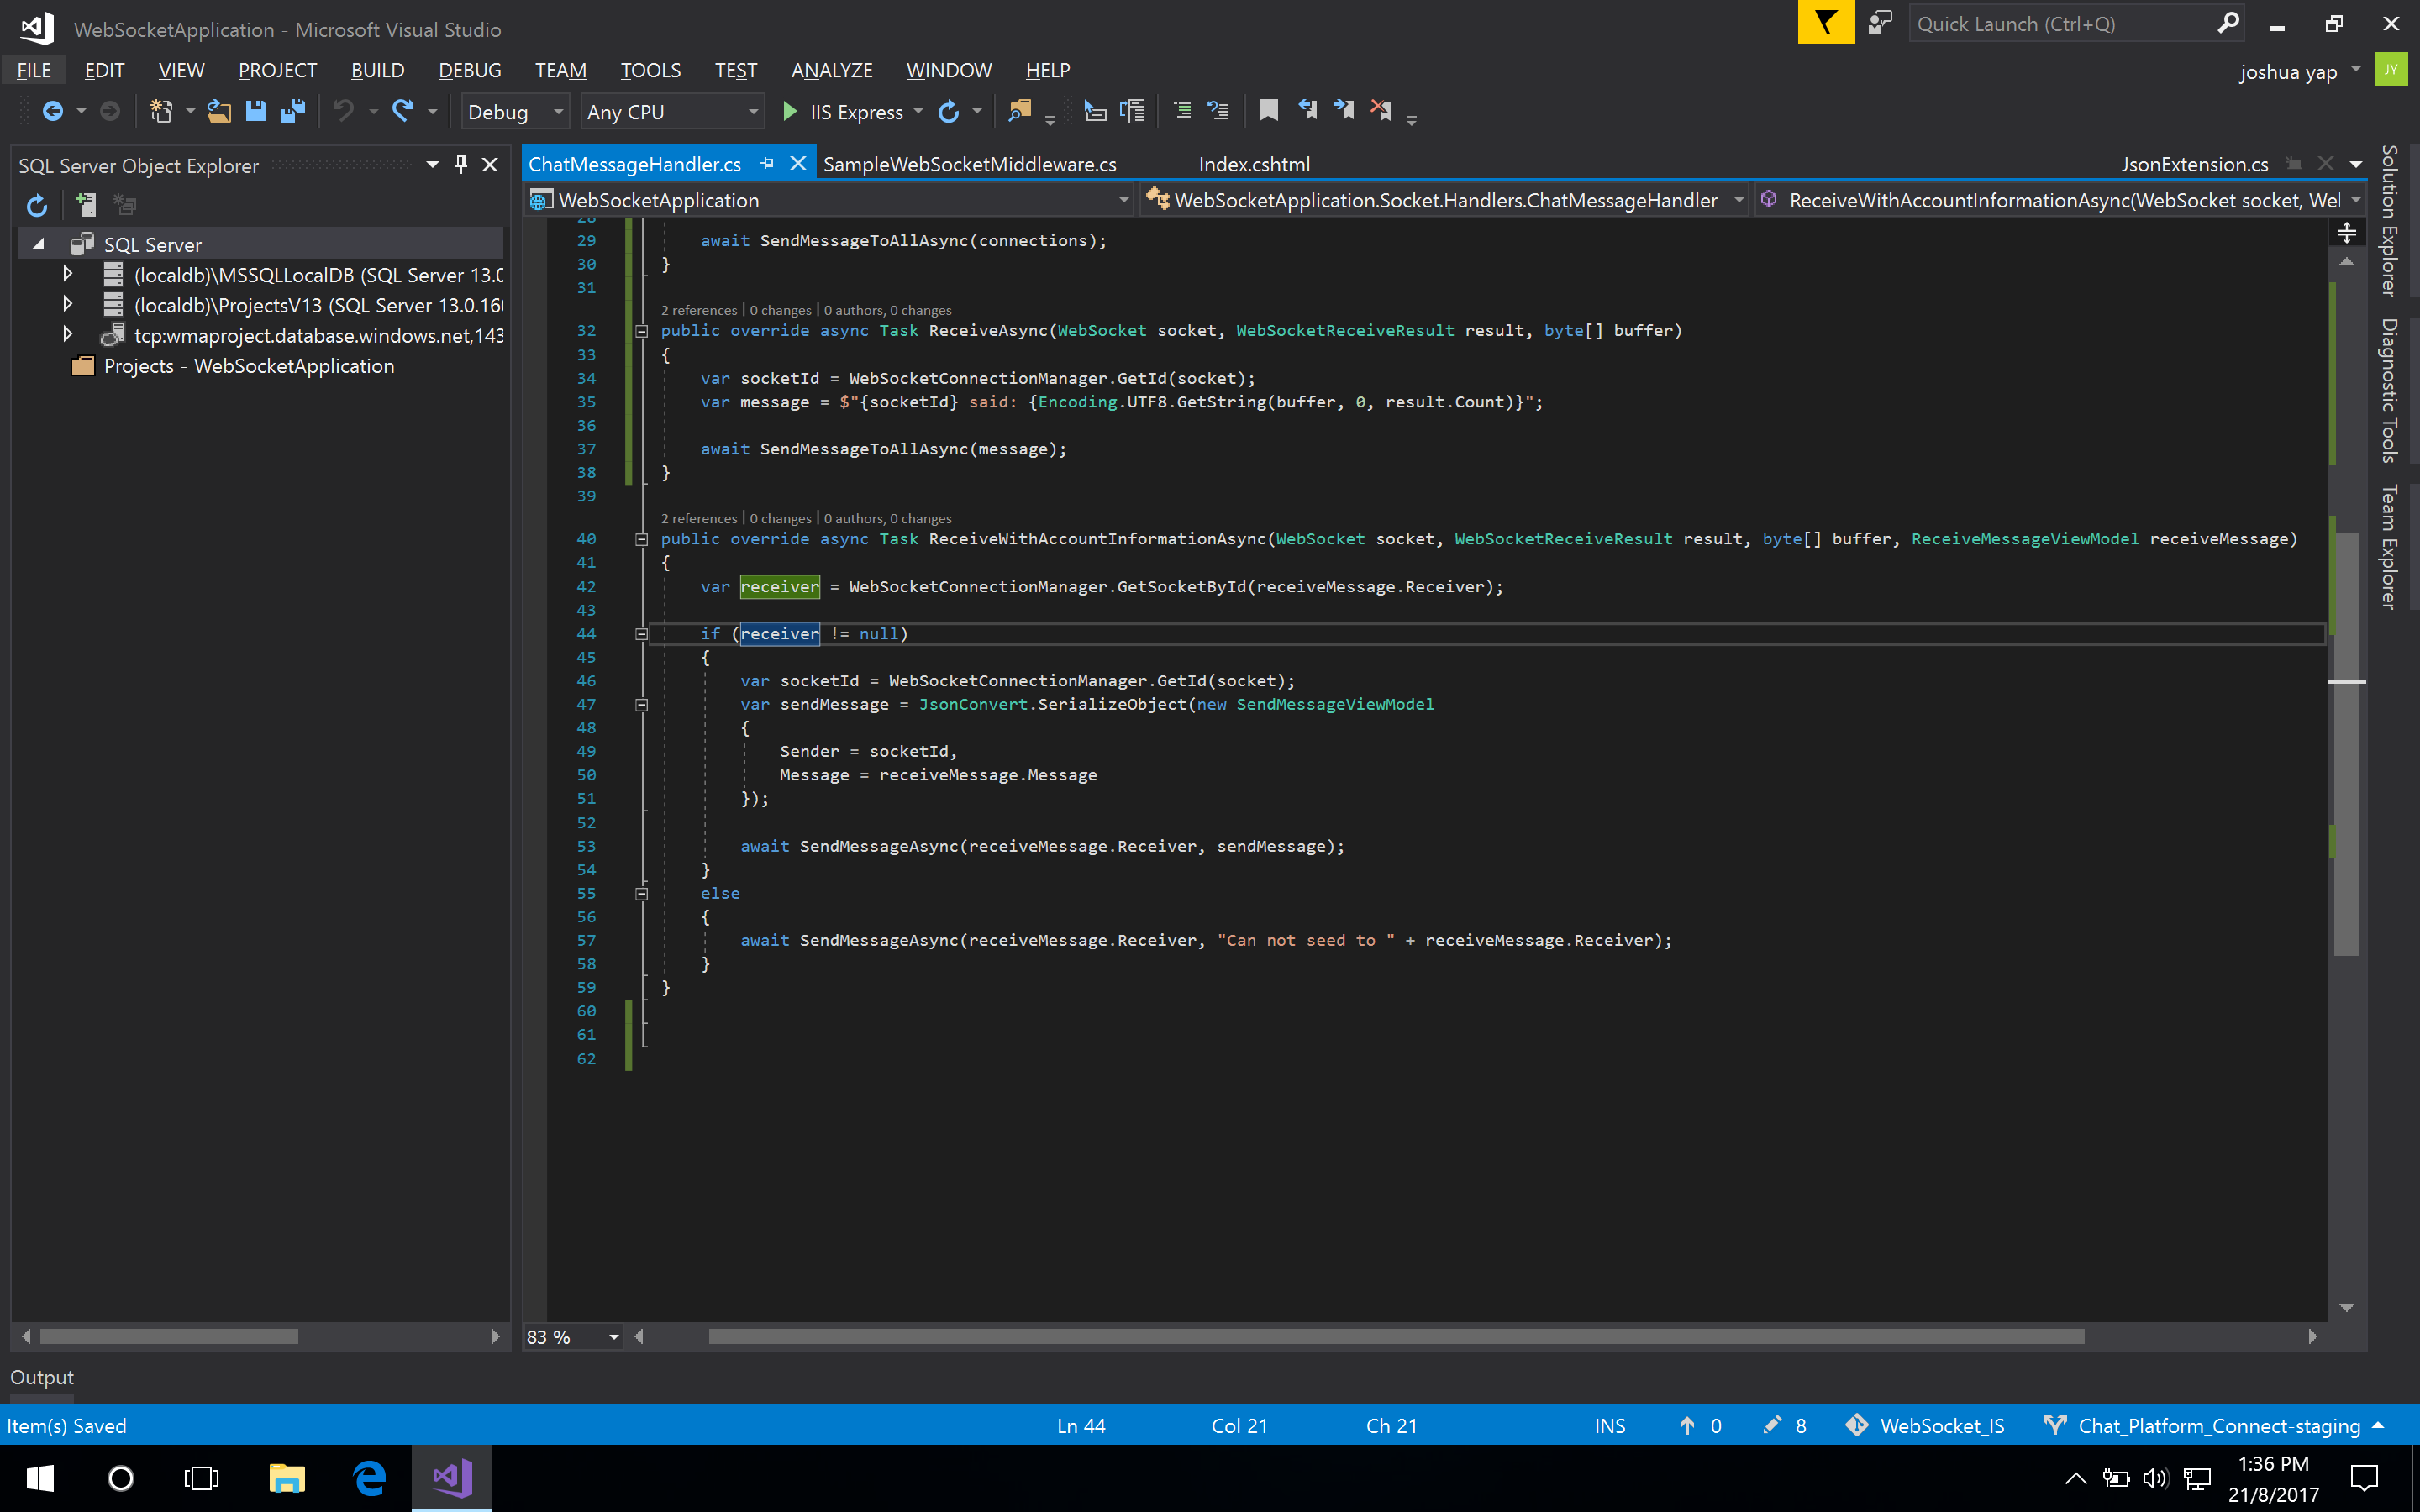 WebSocketApplication - Microsoft Visual Studio
Quick Launch (Ctrl+Q)
FILE EDIT VIEW PROJECT BUILD DEBUG TEAM TOOLS TEST ANALYZE WINDOW HELP
joshua yap JY
Debug Any CPU IIS Express
SQL Server Object Explorer
SQL Server
(localdb)\MSSQLLocalDB (SQL Server 13.0
(localdb)\ProjectsV13 (SQL Server 13.0.16
tcp:wmaproject.database.windows.net,143
Projects - WebSocketApplication
ChatMessageHandler.cs SampleWebSocketMiddleware.cs Index.cshtml JsonExtension.cs
WebSocketApplication WebSocketApplication.Socket.Handlers.ChatMessageHandler ReceiveWithAccountInformationAsync(WebSocket socket, Wel
28
29 await SendMessageToAllAsync(connections);
30 }
31
2 references | 0 changes | 0 authors, 0 changes
32 public override async Task ReceiveAsync(WebSocket socket, WebSocketReceiveResult result, byte[] buffer)
33 {
34 var socketId = WebSocketConnectionManager.GetId(socket);
35 var message = $"{socketId} said: {Encoding.UTF8.GetString(buffer, 0, result.Count)}";
36
37 await SendMessageToAllAsync(message);
38 }
39
2 references | 0 changes | 0 authors, 0 changes
40 public override async Task ReceiveWithAccountInformationAsync(WebSocket socket, WebSocketReceiveResult result, byte[] buffer, ReceiveMessageViewModel receiveMessage)
41 {
42 var receiver = WebSocketConnectionManager.GetSocketById(receiveMessage.Receiver);
43
44 if (receiver != null)
45 {
46 var socketId = WebSocketConnectionManager.GetId(socket);
47 var sendMessage = JsonConvert.SerializeObject(new SendMessageViewModel
48 {
49 Sender = socketId,
50 Message = receiveMessage.Message
51 });
52
53 await SendMessageAsync(receiveMessage.Receiver, sendMessage);
54 }
55 else
56 {
57 await SendMessageAsync(receiveMessage.Receiver, "Can not seed to " + receiveMessage.Receiver);
58 }
59 }
60
61
62
83 %
Solution Explorer
Diagnostic Tools
Team Explorer
Output
Item(s) Saved Ln 44 Col 21 Ch 21 INS 0 8 WebSocket_IS Chat_Platform_Connect-staging
1:36 PM
21/8/2017